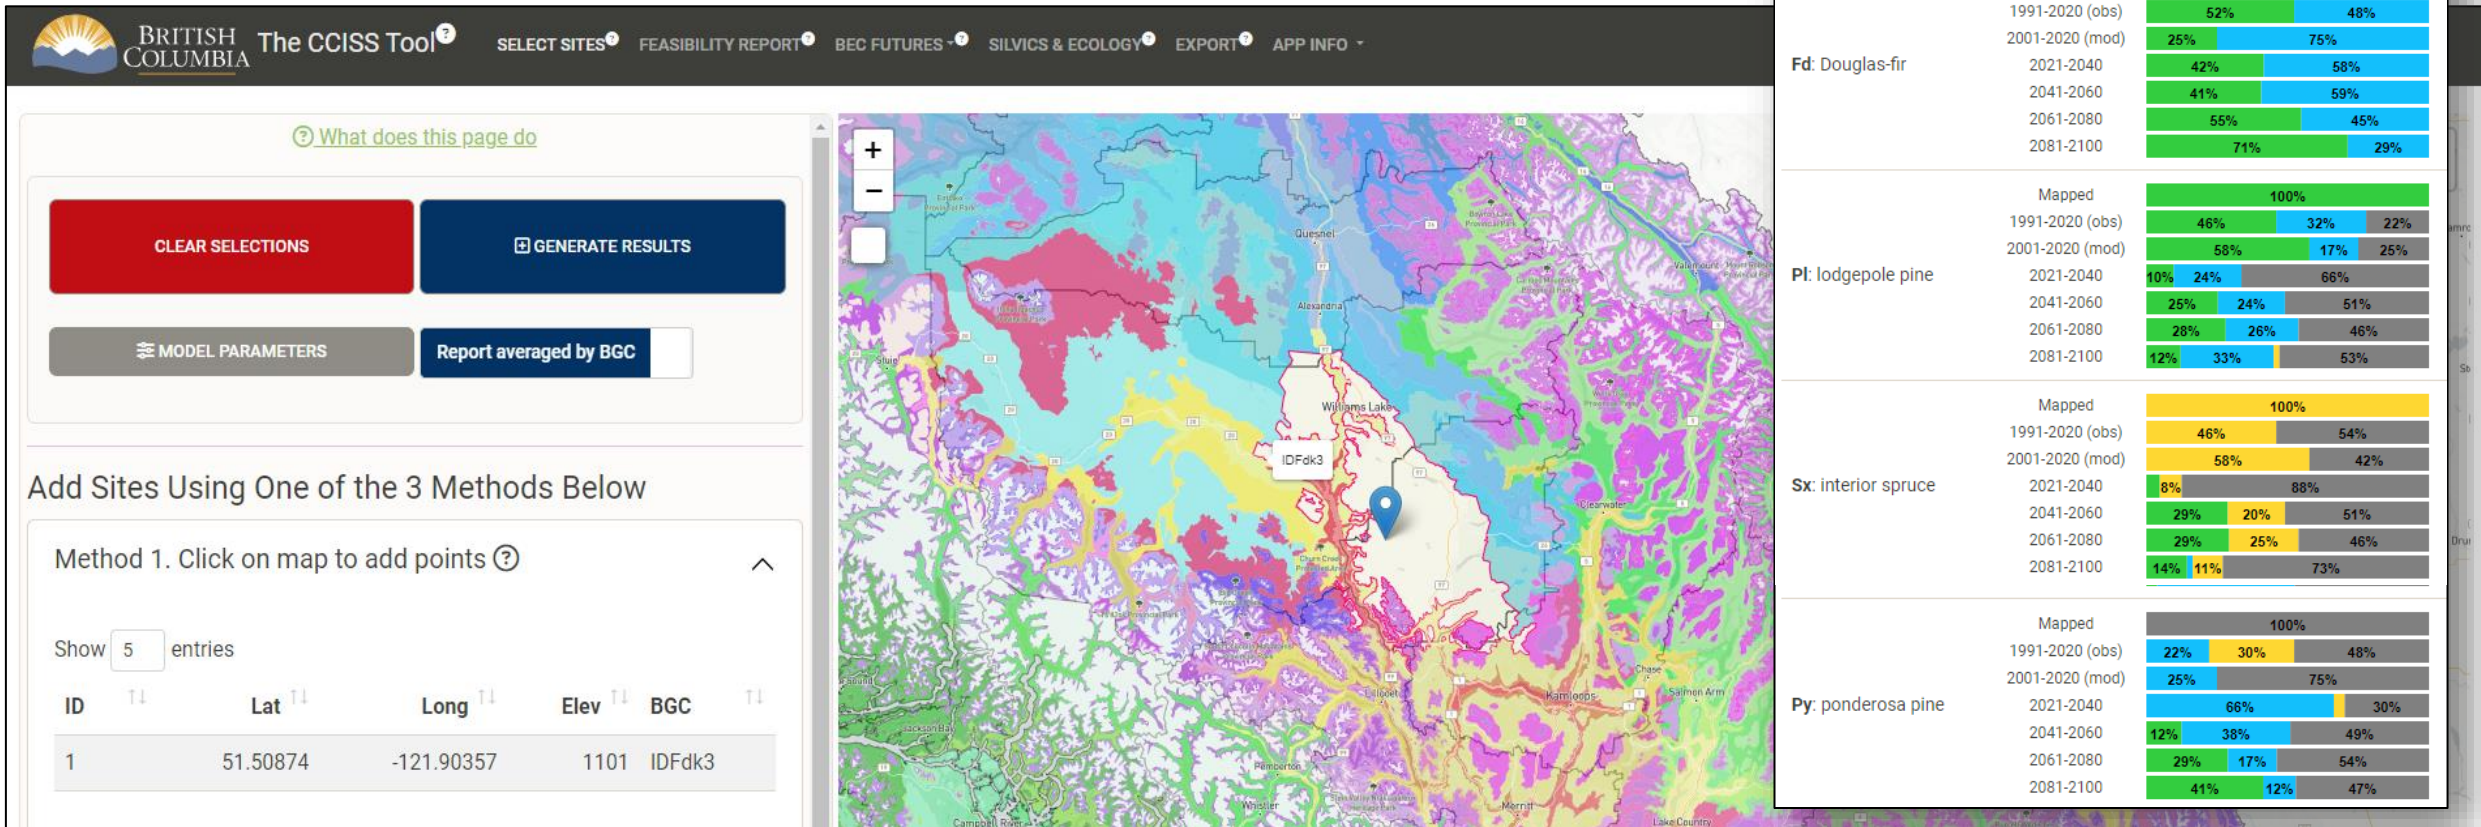 BRITISH COLUMBIA The CCISS Tool? SELECT SITES? FEASIBILITY REPORT? BEC FUTURES ? SILVICS & ECOLOGY? EXPORT? APP INFO
? What does this page do
CLEAR SELECTIONS
GENERATE RESULTS
MODEL PARAMETERS
Report averaged by BGC
Add Sites Using One of the 3 Methods Below
Method 1. Click on map to add points ?
Show 5 entries
ID Lat Long Elev BGC
1 51.50874 -121.90357 1101 IDFdk3
+
−
Quesnel
Alexandria
Williams Lake
IDFdk3
Stuie
Clearwater
Chase
Kamloops
Salmon Arm
Lillooet
Pemberton
Whistler
Merritt
Campbell River
Lake Country
Jackson Bay
Valemount
1991-2020 (obs) 52% 48%
2001-2020 (mod) 25% 75%
Fd: Douglas-fir 2021-2040 42% 58%
2041-2060 41% 59%
2061-2080 55% 45%
2081-2100 71% 29%
Mapped 100%
1991-2020 (obs) 46% 32% 22%
2001-2020 (mod) 58% 17% 25%
Pl: lodgepole pine 2021-2040 10% 24% 66%
2041-2060 25% 24% 51%
2061-2080 28% 26% 46%
2081-2100 12% 33% 53%
Mapped 100%
1991-2020 (obs) 46% 54%
2001-2020 (mod) 58% 42%
Sx: interior spruce 2021-2040 8% 88%
2041-2060 29% 20% 51%
2061-2080 29% 25% 46%
2081-2100 14% 11% 73%
Mapped 100%
1991-2020 (obs) 22% 30% 48%
2001-2020 (mod) 25% 75%
Py: ponderosa pine 2021-2040 66% 30%
2041-2060 12% 38% 49%
2061-2080 29% 17% 54%
2081-2100 41% 12% 47%